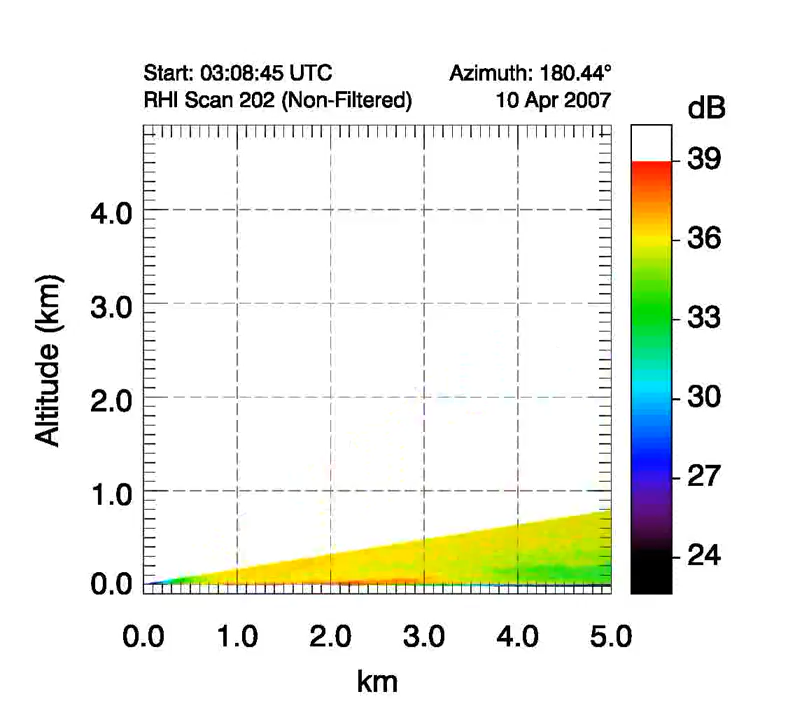 Start: 03:08:45 UTC
Azimuth: 180.44°
RHI Scan 202 (Non-Filtered)
10 Apr 2007
dB
39
36
33
30
27
24
Altitude (km)
4.0
3.0
2.0
1.0
0.0
0.0 1.0 2.0 3.0 4.0 5.0
km